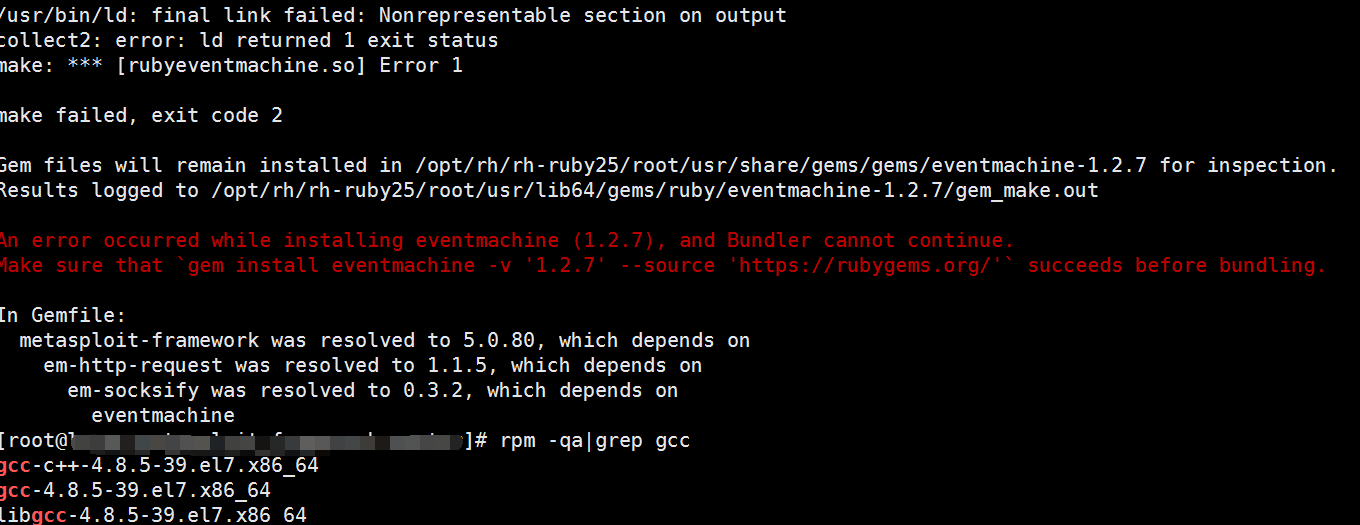 /usr/bin/ld: final link failed: Nonrepresentable section on output
collect2: error: ld returned 1 exit status
make: *** [rubyeventmachine.so] Error 1
make failed, exit code 2
Gem files will remain installed in /opt/rh/rh-ruby25/root/usr/share/gems/gems/eventmachine-1.2.7 for inspection.
Results logged to /opt/rh/rh-ruby25/root/usr/lib64/gems/ruby/eventmachine-1.2.7/gem_make.out
An error occurred while installing eventmachine (1.2.7), and Bundler cannot continue.
Make sure that `gem install eventmachine -v '1.2.7' --source 'https://rubygems.org/'` succeeds before bundling.
In Gemfile:
metasploit-framework was resolved to 5.0.80, which depends on
em-http-request was resolved to 1.1.5, which depends on
em-socksify was resolved to 0.3.2, which depends on
eventmachine
[root@ ]# rpm -qa|grep gcc
gcc-c++-4.8.5-39.el7.x86_64
gcc-4.8.5-39.el7.x86_64
libgcc-4.8.5-39.el7.x86_64